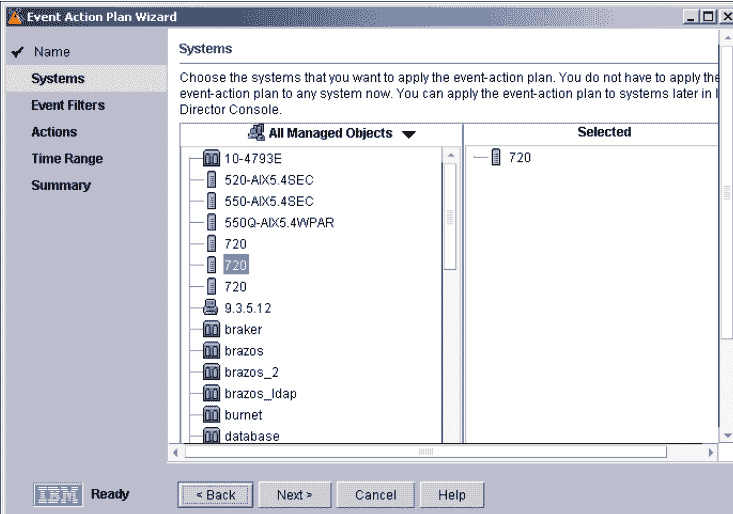 Event Action Plan Wizard
Name
Systems
Event Filters
Actions
Time Range
Summary
Systems
Choose the systems that you want to apply the event-action plan. You do not have to apply the
event-action plan to any system now. You can apply the event-action plan to systems later in
Director Console.
All Managed Objects
10-4793E
520-AIX5.4SEC
550-AIX5.4SEC
550Q-AIX5.4WPAR
720
720
720
9.3.5.12
braker
brazos
brazos_2
brazos_ldap
burnet
database
Selected
720
IBM
Ready
< Back
Next >
Cancel
Help